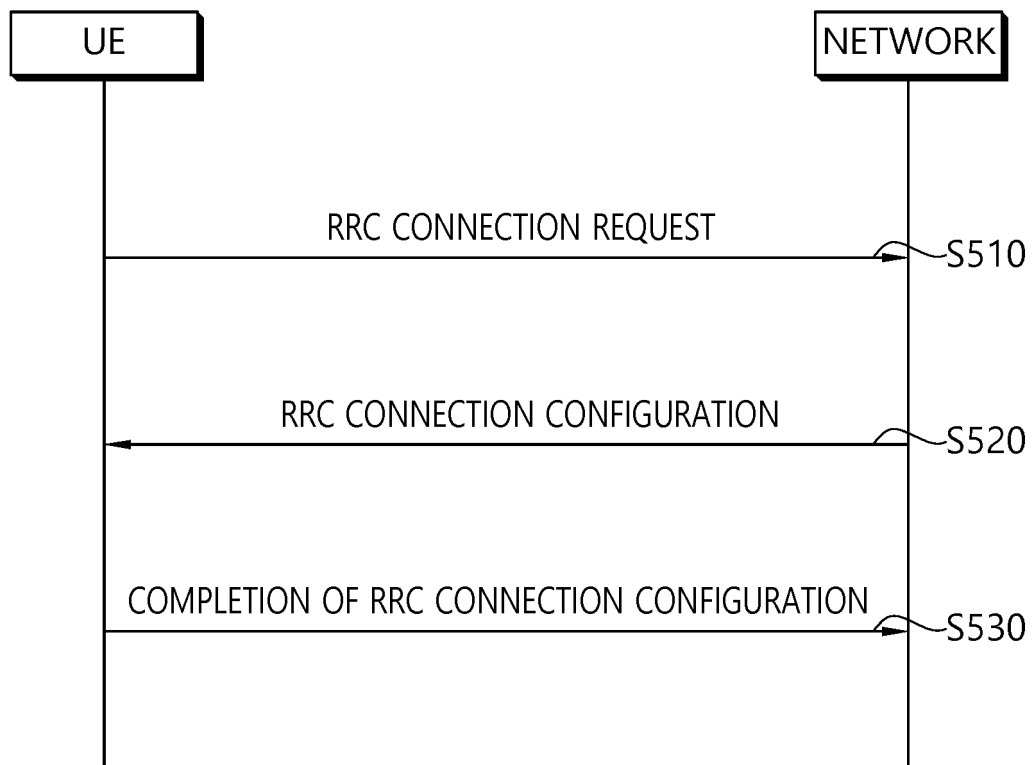 UE
NETWORK
RRC CONNECTION REQUEST
S510
RRC CONNECTION CONFIGURATION
S520
COMPLETION OF RRC CONNECTION CONFIGURATION
S530